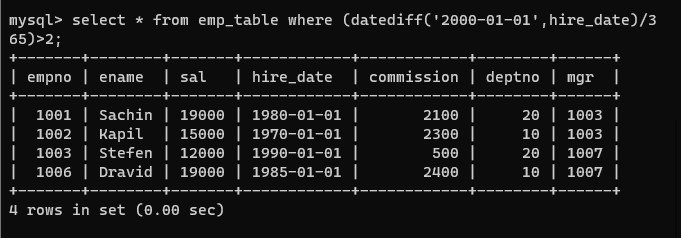 mysql> select * from emp_table where (datediff('2000-01-01',hire_date)/3
65)>2;
+-------+--------+-------+------------+------------+--------+------+
| empno | ename  | sal   | hire_date  | commission | deptno | mgr  |
+-------+--------+-------+------------+------------+--------+------+
|  1001 | Sachin | 19000 | 1980-01-01 |       2100 |     20 | 1003 |
|  1002 | Kapil  | 15000 | 1970-01-01 |       2300 |     10 | 1003 |
|  1003 | Stefen | 12000 | 1990-01-01 |        500 |     20 | 1007 |
|  1006 | Dravid | 19000 | 1985-01-01 |       2400 |     10 | 1007 |
+-------+--------+-------+------------+------------+--------+------+
4 rows in set (0.00 sec)